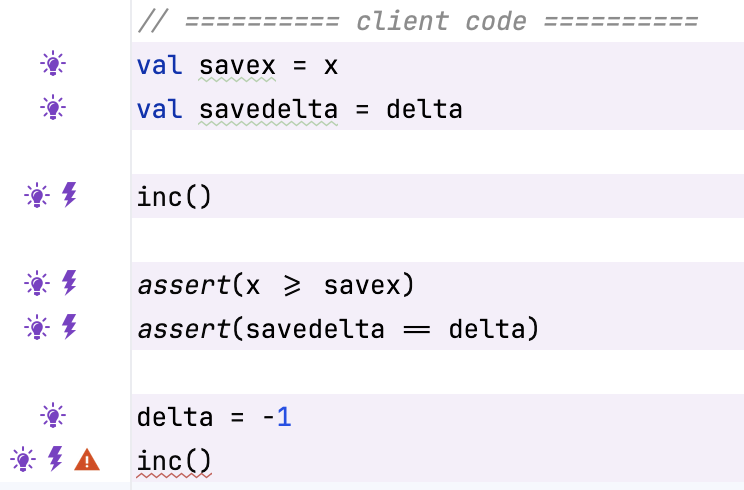 // ========== client code ==========
val savex = x
val savedelta = delta
inc()
assert(x ⩾ savex)
assert(savedelta == delta)
delta = -1
inc()